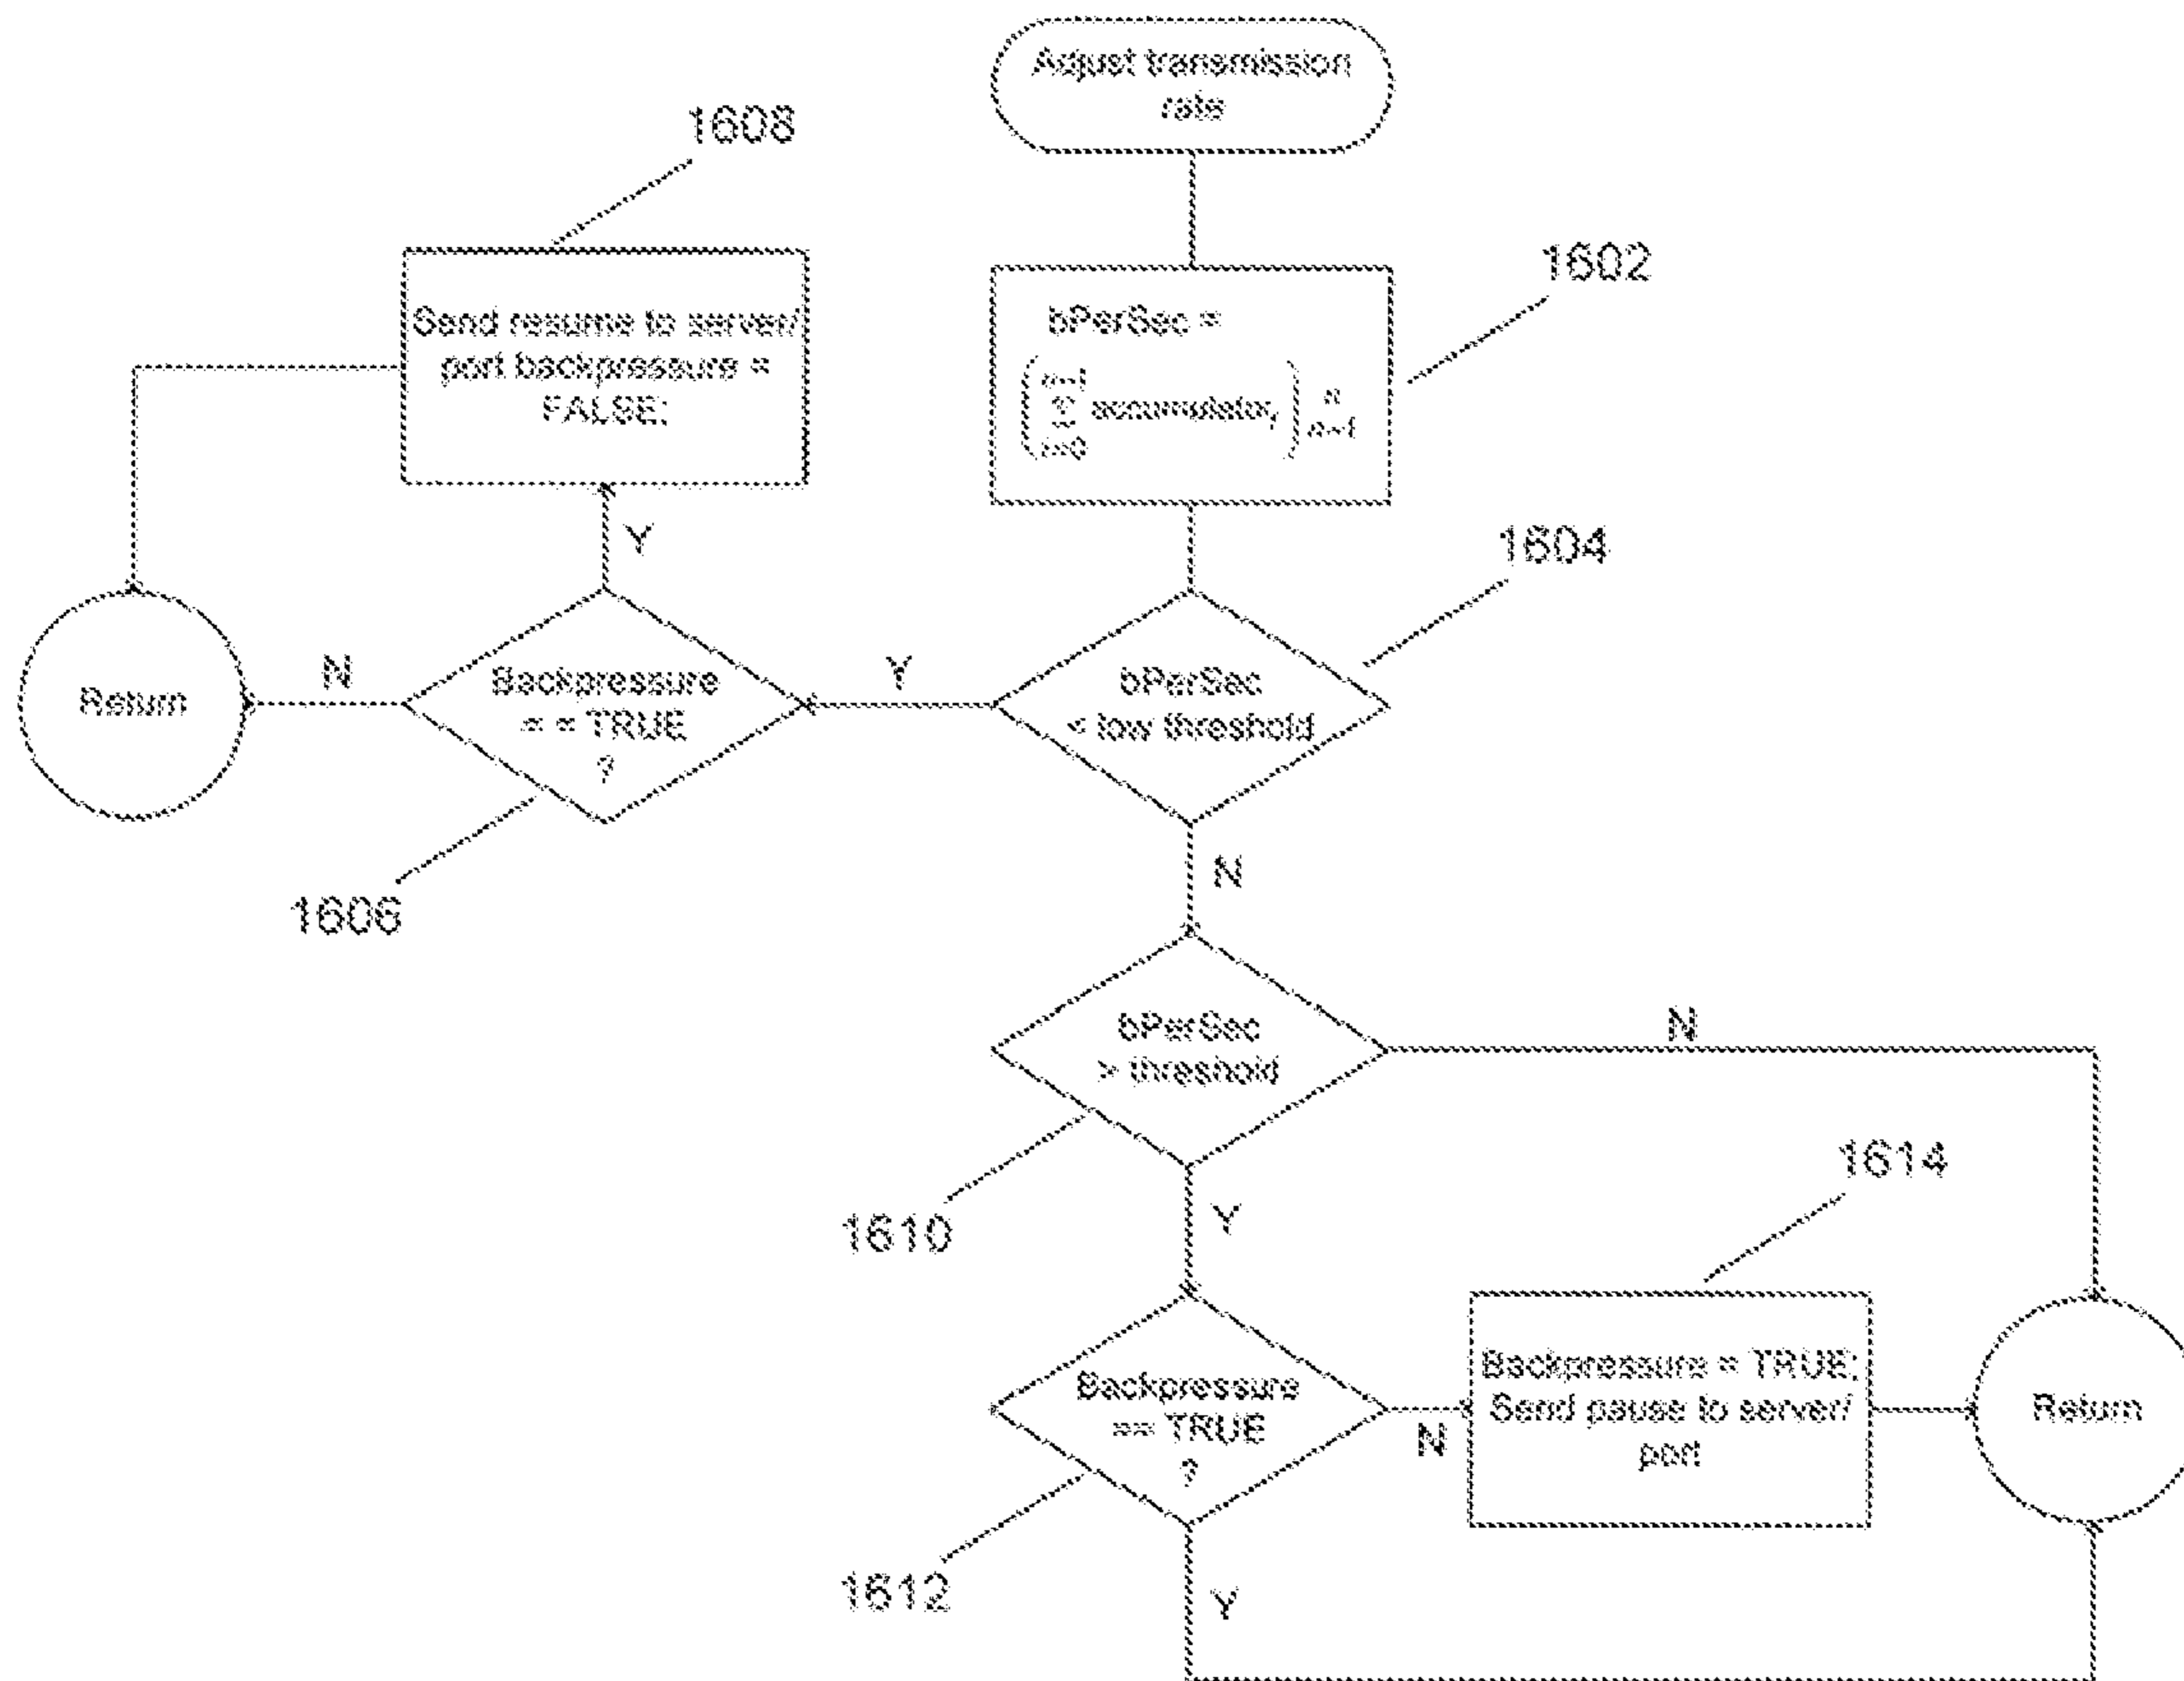 Adjust transmission
rate
1608
1602
Send resume to server/
port backpressure =
FALSE;
bPerSec =
accumulator
i=0
Y
1604
Return
N
Backpressure
= = TRUE
?
Y
bPerSec
< low threshold
1606
N
bPerSec
> threshold
N
1610
Y
1614
Backpressure
== TRUE
?
N
Backpressure = TRUE;
Send pause to server/
port
Return
1612
Y